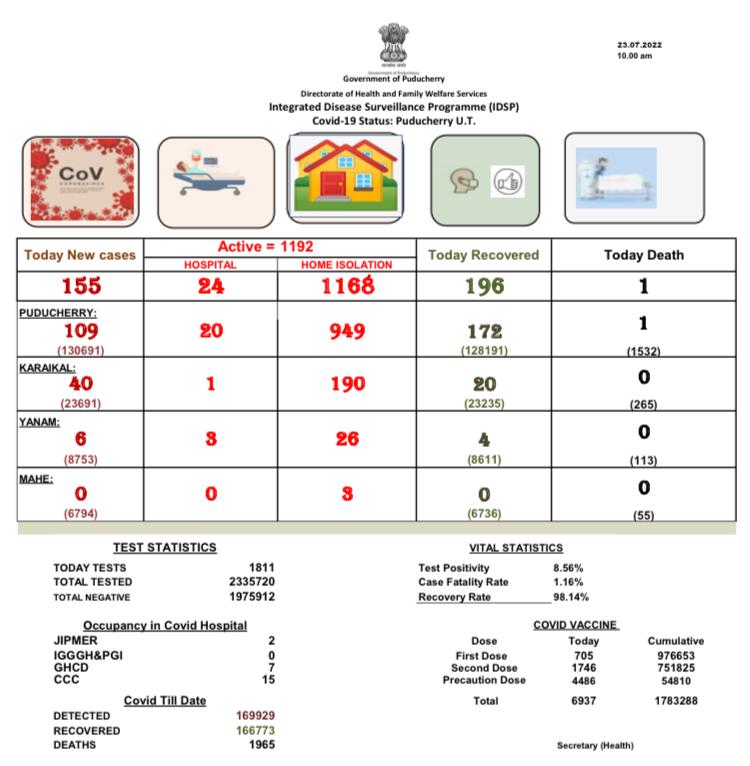 23.07.2022
10.00 am
Government of Puducherry
Government of Puducherry
Directorate of Health and Family Welfare Services
Integrated Disease Surveillance Programme (IDSP)
Covid-19 Status: Puducherry U.T.
CoV
CORONAVIRUS
Today New cases Active = 1192 Today Recovered Today Death
HOSPITAL HOME ISOLATION
155 24 1168 196 1
PUDUCHERRY:
109 20 949 172 1
(130691) (128191) (1532)
KARAIKAL:
40 1 190 20 0
(23691) (23235) (265)
YANAM:
6 3 26 4 0
(8753) (8611) (113)
MAHE:
0 0 3 0 0
(6794) (6736) (55)
TEST STATISTICS
TODAY TESTS 1811
TOTAL TESTED 2335720
TOTAL NEGATIVE 1975912
VITAL STATISTICS
Test Positivity 8.56%
Case Fatality Rate 1.16%
Recovery Rate 98.14%
Occupancy in Covid Hospital
JIPMER 2
IGGGH&PGI 0
GHCD 7
CCC 15
COVID VACCINE
Dose Today Cumulative
First Dose 705 976653
Second Dose 1746 751825
Precaution Dose 4486 54810
Total 6937 1783288
Covid Till Date
DETECTED 169929
RECOVERED 166773
DEATHS 1965
Secretary (Health)